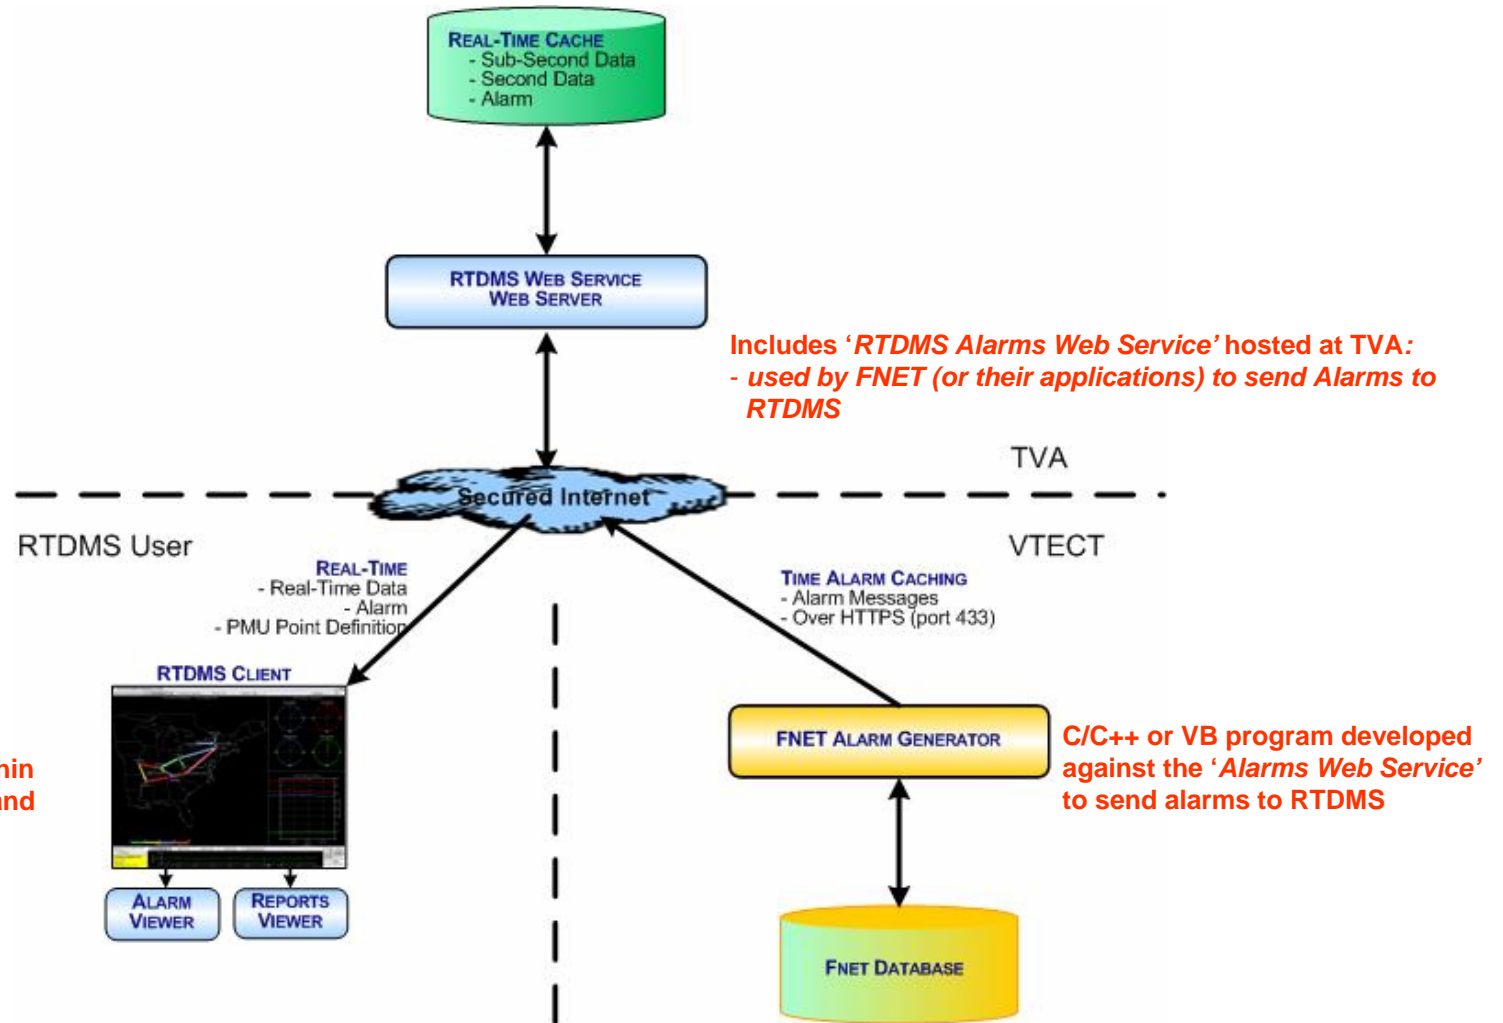 REAL-TIME CACHE
- Sub-Second Data
- Second Data
- Alarm
RTDMS WEB SERVICE
WEB SERVER
Includes ‘RTDMS Alarms Web Service’ hosted at TVA:
- used by FNET (or their applications) to send Alarms to
RTDMS
TVA
Secured Internet
RTDMS User
VTECT
REAL-TIME
- Real-Time Data
- Alarm
- PMU Point Definition
TIME ALARM CACHING
- Alarm Messages
- Over HTTPS (port 433)
RTDMS CLIENT
FNET ALARM GENERATOR
C/C++ or VB program developed
against the ‘Alarms Web Service’
to send alarms to RTDMS
hin
and
ALARM
VIEWER
REPORTS
VIEWER
FNET DATABASE